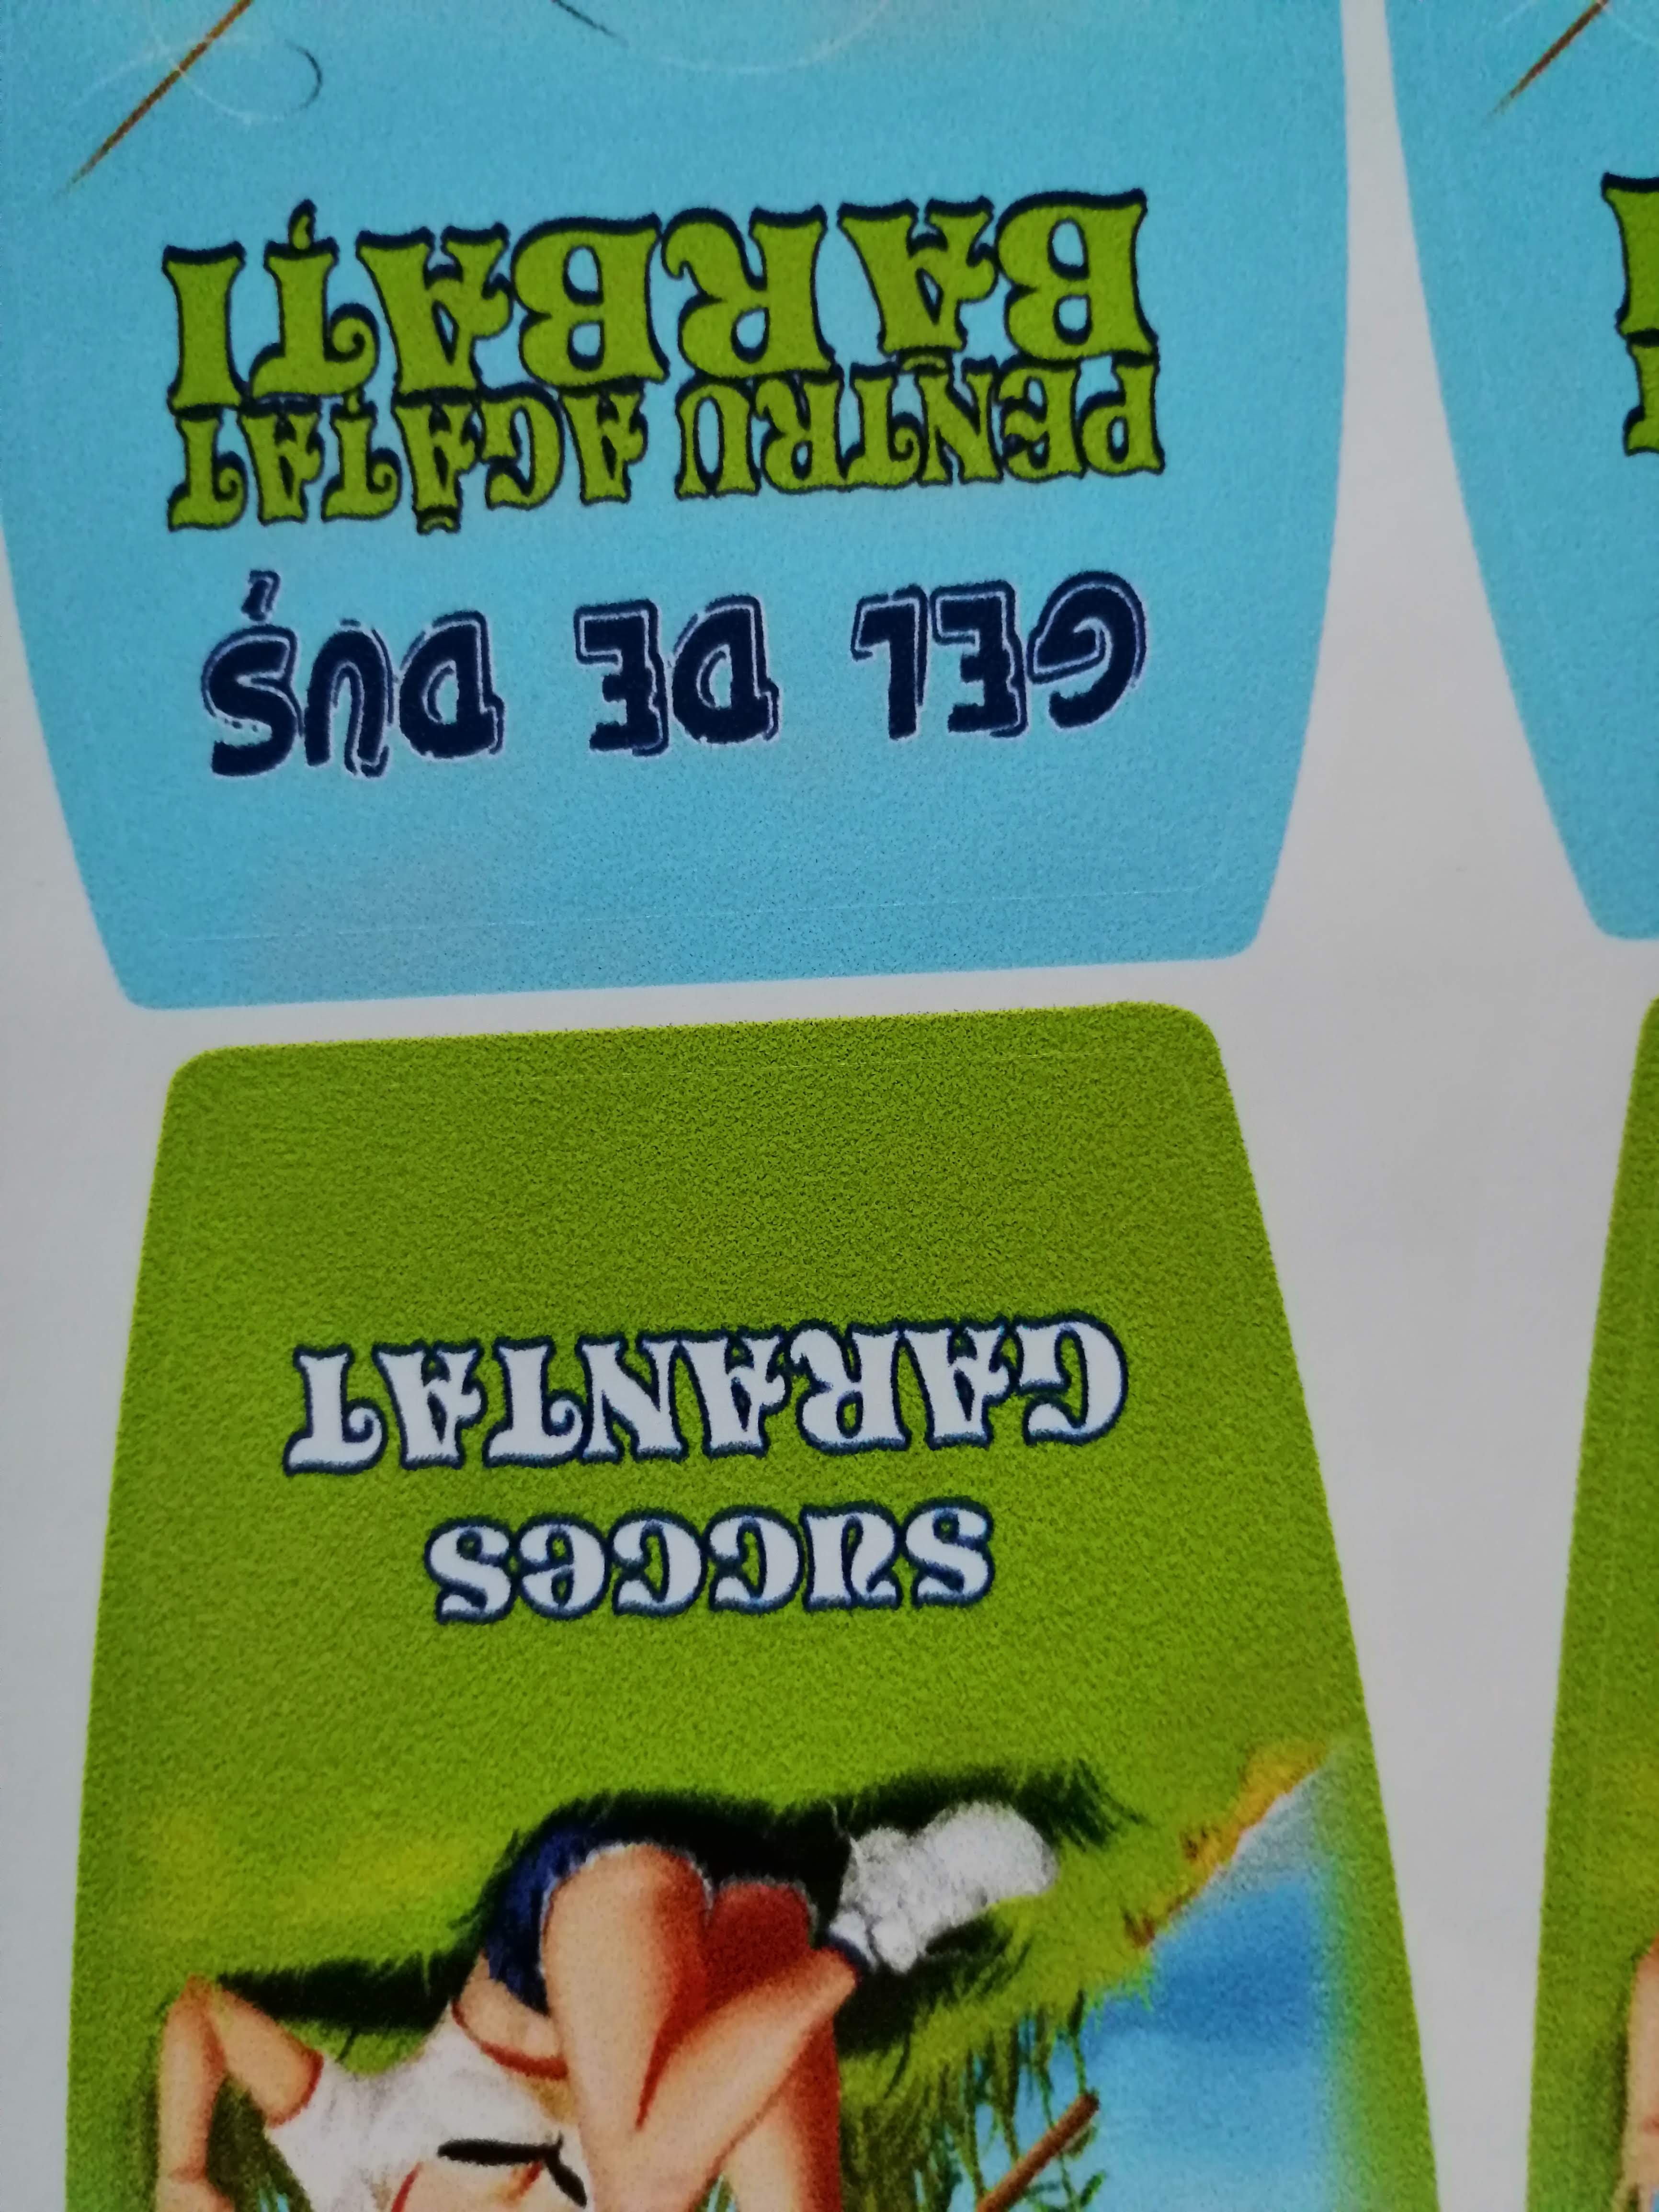 SUCCES
GARANTAT
GEL DE DUȘ
PENTRU AGĂȚAT
BĂRBAȚI